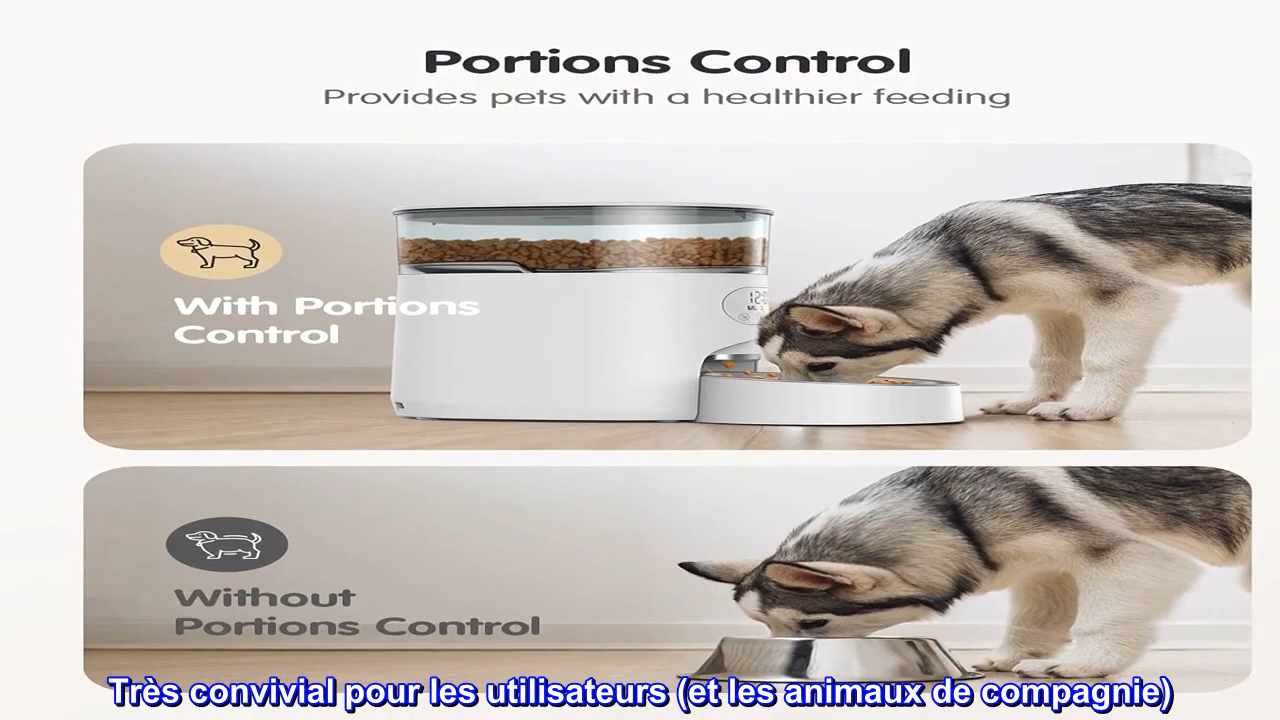 Portions Control
Provides pets with a healthier feeding
With Portions
Control
Without
Portions Control
Très convivial pour les utilisateurs (et les animaux de compagnie)